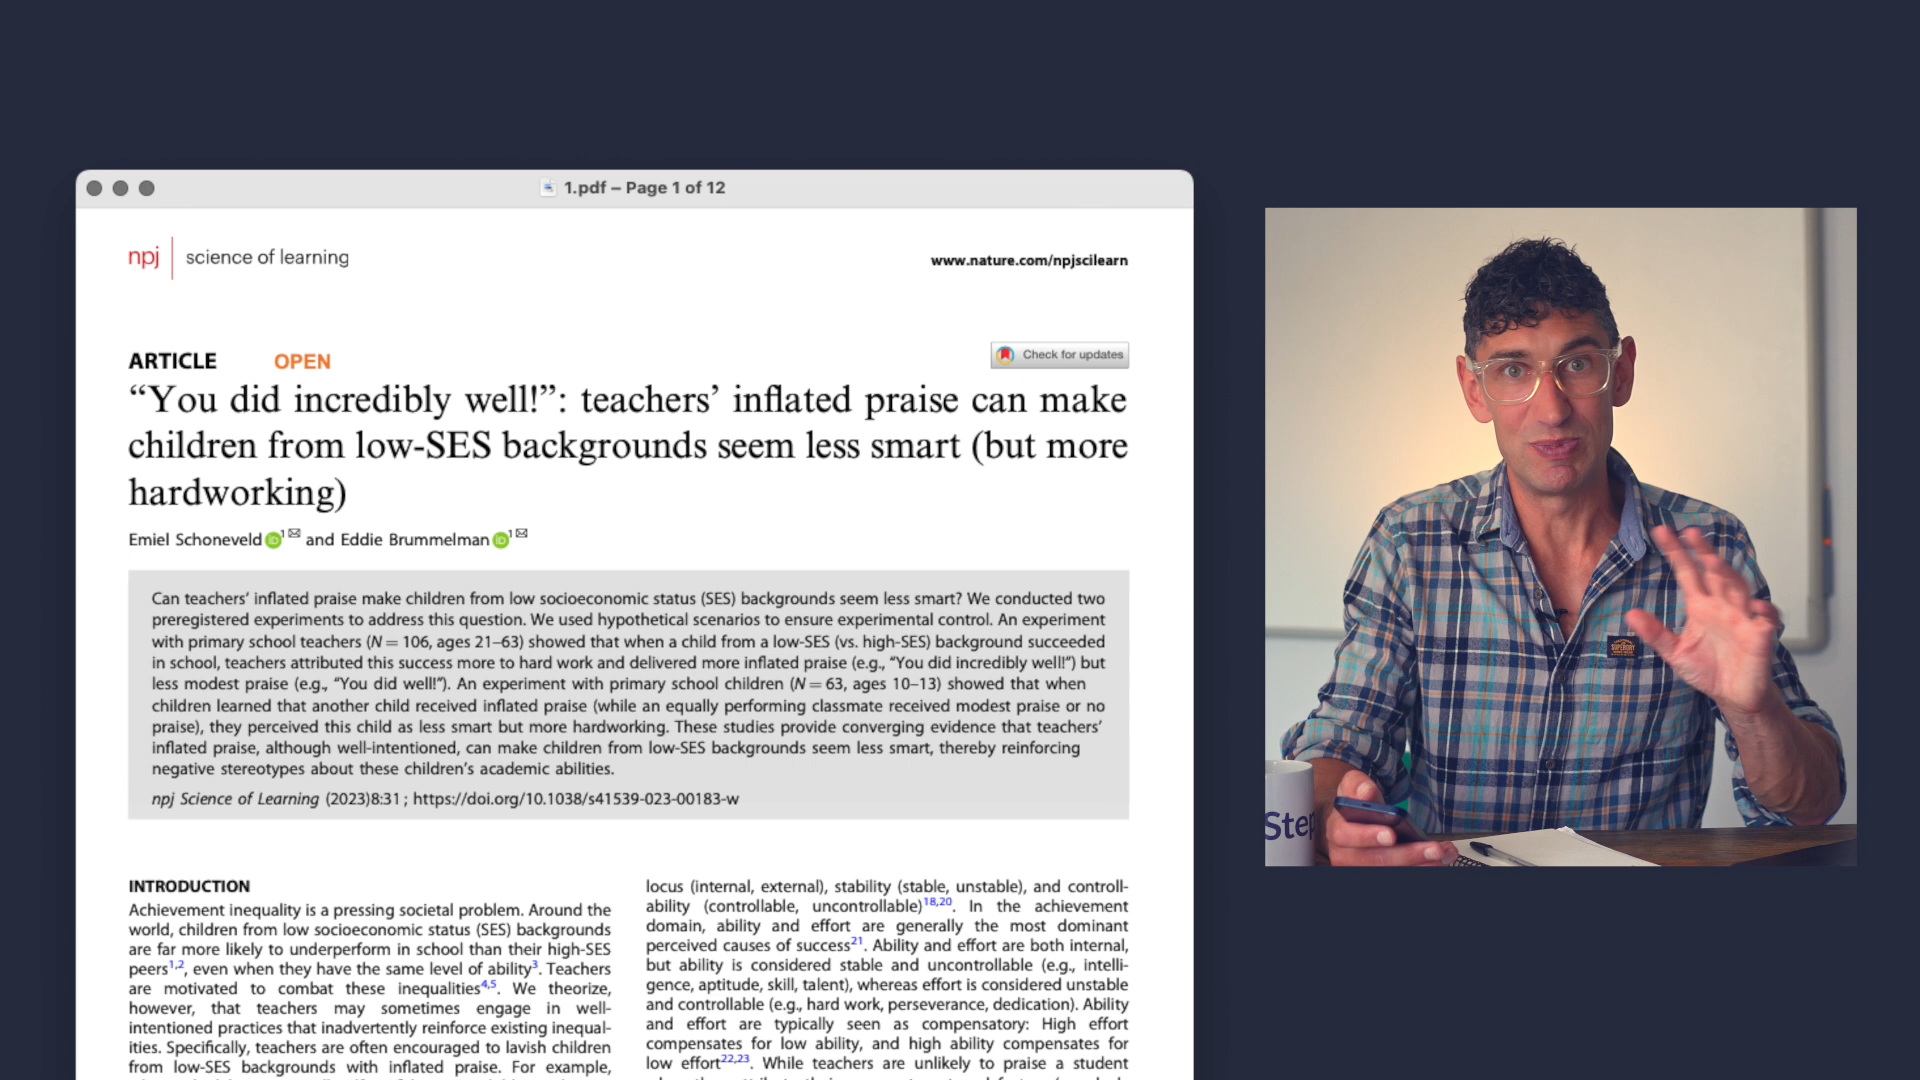 1.pdf – Page 1 of 12
npj science of learning
www.nature.com/npjscilearn
ARTICLE OPEN
Check for updates
“You did incredibly well!”: teachers’ inflated praise can make
children from low-SES backgrounds seem less smart (but more
hardworking)
Emiel Schoneveld iD 1✉ and Eddie Brummelman iD 1✉
Can teachers’ inflated praise make children from low socioeconomic status (SES) backgrounds seem less smart? We conducted two
preregistered experiments to address this question. We used hypothetical scenarios to ensure experimental control. An experiment
with primary school teachers (N = 106, ages 21–63) showed that when a child from a low-SES (vs. high-SES) background succeeded
in school, teachers attributed this success more to hard work and delivered more inflated praise (e.g., “You did incredibly well!”) but
less modest praise (e.g., “You did well!”). An experiment with primary school children (N = 63, ages 10–13) showed that when
children learned that another child received inflated praise (while an equally performing classmate received modest praise or no
praise), they perceived this child as less smart but more hardworking. These studies provide converging evidence that teachers’
inflated praise, although well-intentioned, can make children from low-SES backgrounds seem less smart, thereby reinforcing
negative stereotypes about these children’s academic abilities.
npj Science of Learning (2023)8:31 ; https://doi.org/10.1038/s41539-023-00183-w
INTRODUCTION
Achievement inequality is a pressing societal problem. Around the
world, children from low socioeconomic status (SES) backgrounds
are far more likely to underperform in school than their high-SES
peers1,2, even when they have the same level of ability3. Teachers
are motivated to combat these inequalities4,5. We theorize,
however, that teachers may sometimes engage in well-
intentioned practices that inadvertently reinforce existing inequal-
ities. Specifically, teachers are often encouraged to lavish children
from low-SES backgrounds with inflated praise. For example,
locus (internal, external), stability (stable, unstable), and controll-
ability (controllable, uncontrollable)18,20. In the achievement
domain, ability and effort are generally the most dominant
perceived causes of success21. Ability and effort are both internal,
but ability is considered stable and uncontrollable (e.g., intelli-
gence, aptitude, skill, talent), whereas effort is considered unstable
and controllable (e.g., hard work, perseverance, dedication). Ability
and effort are typically seen as compensatory: High effort
compensates for low ability, and high ability compensates for
low effort22,23. While teachers are unlikely to praise a student
SUPERDRY
Step